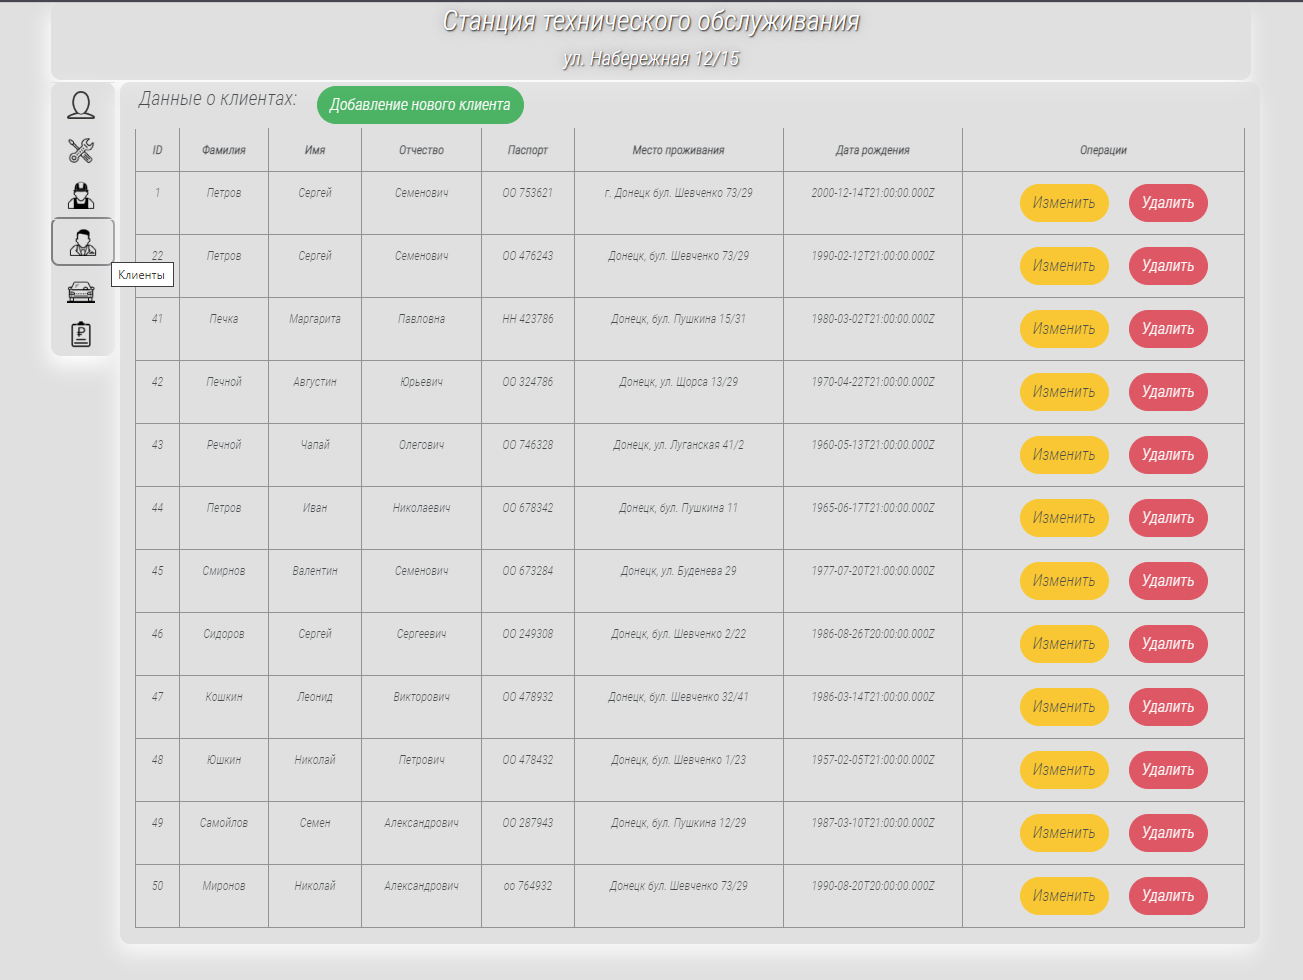 Станция технического обслуживания
ул. Набережная 12/15
Данные о клиентах: Добавление нового клиента
ID Фамилия Имя Отчество Паспорт Место проживания Дата рождения Операции
1 Петров Сергей Семенович ОО 753621 г. Донецк бул. Шевченко 73/29 2000-12-14T21:00:00.000Z Изменить Удалить
22 Петров Сергей Семенович ОО 476243 Донецк, бул. Шевченко 73/29 1990-02-12T21:00:00.000Z Изменить Удалить
Клиенты
41 Печка Маргарита Павловна НН 423786 Донецк, бул. Пушкина 15/31 1980-03-02T21:00:00.000Z Изменить Удалить
42 Печной Августин Юрьевич ОО 324786 Донецк, ул. Щорса 13/29 1970-04-22T21:00:00.000Z Изменить Удалить
43 Речной Чапай Олегович ОО 746328 Донецк, ул. Луганская 41/2 1960-05-13T21:00:00.000Z Изменить Удалить
44 Петров Иван Николаевич ОО 678342 Донецк, бул. Пушкина 11 1965-06-17T21:00:00.000Z Изменить Удалить
45 Смирнов Валентин Семенович ОО 673284 Донецк, ул. Буденева 29 1977-07-20T21:00:00.000Z Изменить Удалить
46 Сидоров Сергей Сергеевич ОО 249308 Донецк, бул. Шевченко 2/22 1986-08-26T20:00:00.000Z Изменить Удалить
47 Кошкин Леонид Викторович ОО 478932 Донецк, бул. Шевченко 32/41 1986-03-14T21:00:00.000Z Изменить Удалить
48 Юшкин Николай Петрович ОО 478432 Донецк, бул. Шевченко 1/23 1957-02-05T21:00:00.000Z Изменить Удалить
49 Самойлов Семен Александрович ОО 287943 Донецк, бул. Пушкина 12/29 1987-03-10T21:00:00.000Z Изменить Удалить
50 Миронов Николай Александрович оо 764932 Донецк бул. Шевченко 73/29 1990-08-20T20:00:00.000Z Изменить Удалить